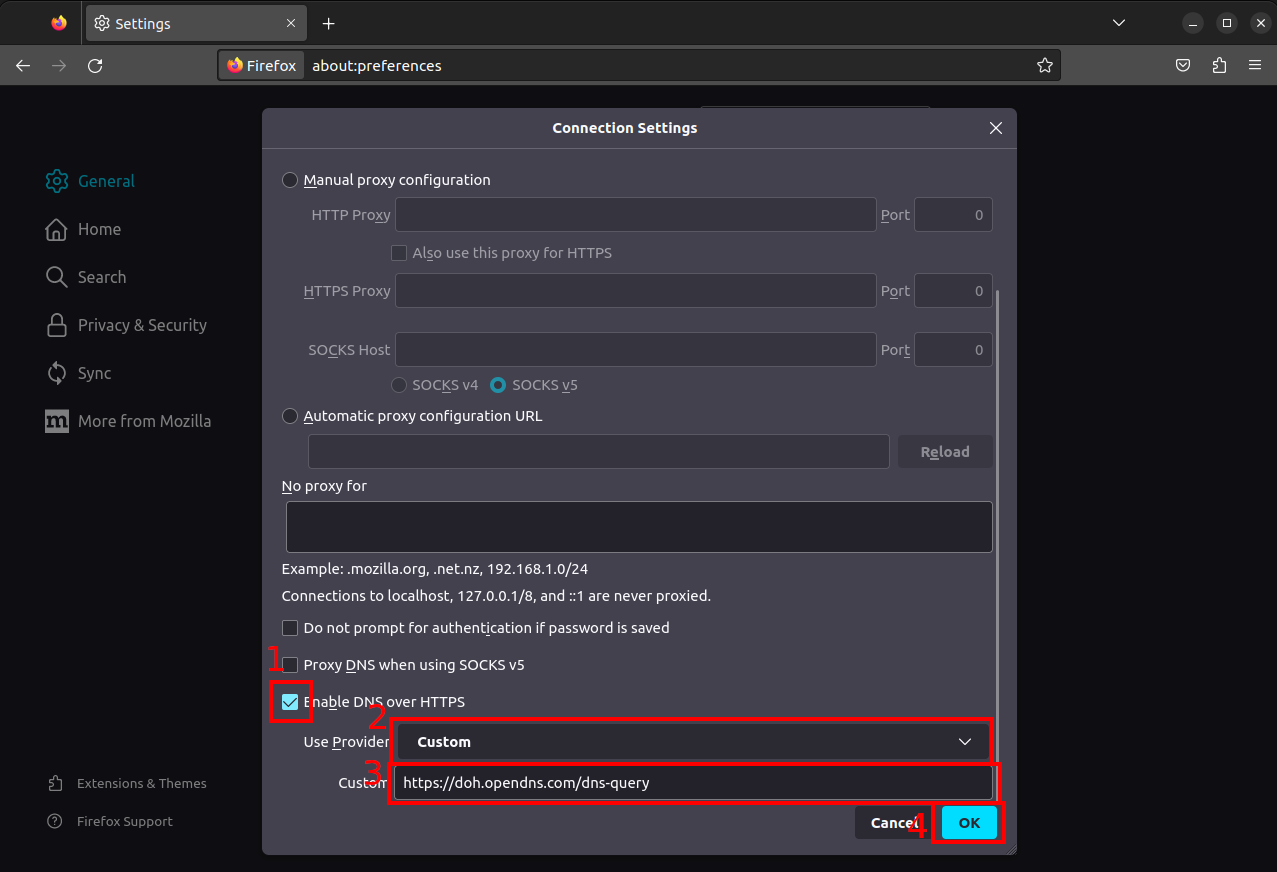 Settings
Firefox about:preferences
Connection Settings
General
Home
Search
Privacy & Security
Sync
m More from Mozilla
Extensions & Themes
Firefox Support
Manual proxy configuration
HTTP Proxy Port 0
Also use this proxy for HTTPS
HTTPS Proxy Port 0
SOCKS Host Port 0
SOCKS v4 SOCKS v5
Automatic proxy configuration URL
Reload
No proxy for
Example: .mozilla.org, .net.nz, 192.168.1.0/24
Connections to localhost, 127.0.0.1/8, and ::1 are never proxied.
Do not prompt for authentication if password is saved
1
Proxy DNS when using SOCKS v5
Enable DNS over HTTPS
2
Use Provider Custom
3
Custom https://doh.opendns.com/dns-query
Cancel 4 OK